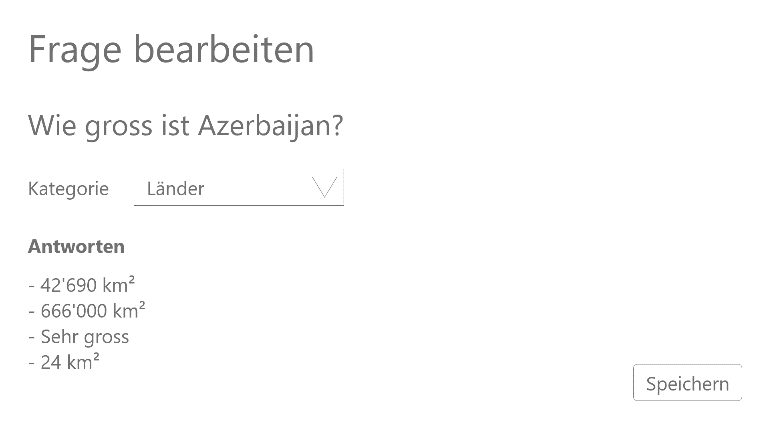 Frage bearbeiten
Wie gross ist Azerbaijan?
Kategorie Länder
Antworten
- 42'690 km²
- 666'000 km²
- Sehr gross
- 24 km²
Speichern